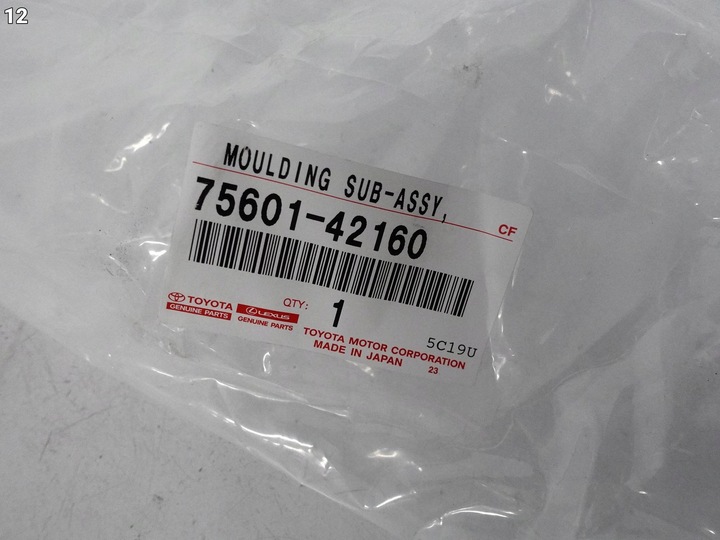 12
MOULDING SUB-ASSY,
CF
75601-42160
TOYOTA
GENUINE PARTS
LEXUS
GENUINE PARTS
QTY: 1
5C19U
TOYOTA MOTOR CORPORATION
MADE IN JAPAN 23